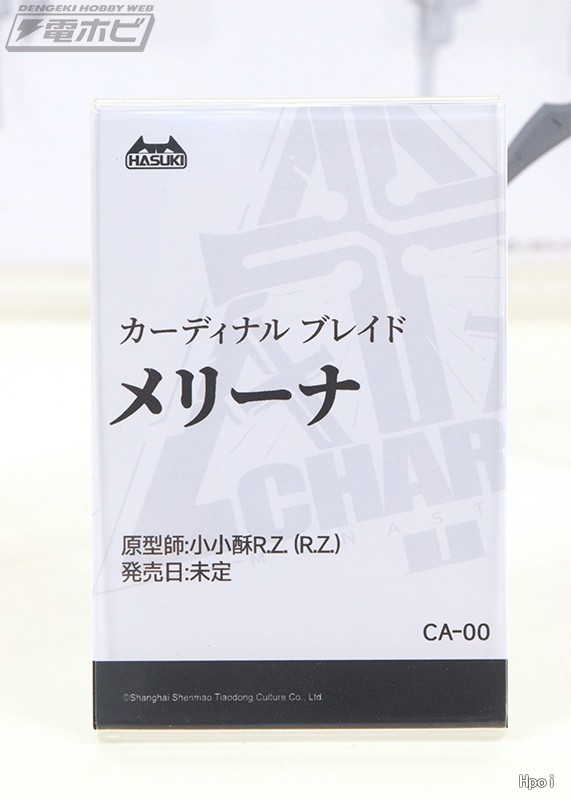 DENGEKI HOBBY WEB
電ホビ
HASUKI
カーディナル ブレイド
メリーナ
CHAR
原型師:小小酥R.Z. (R.Z.)
発売日:未定
CA-00
©Shanghai Shenmao Tiaodong Culture Co., Ltd.
Hpoi